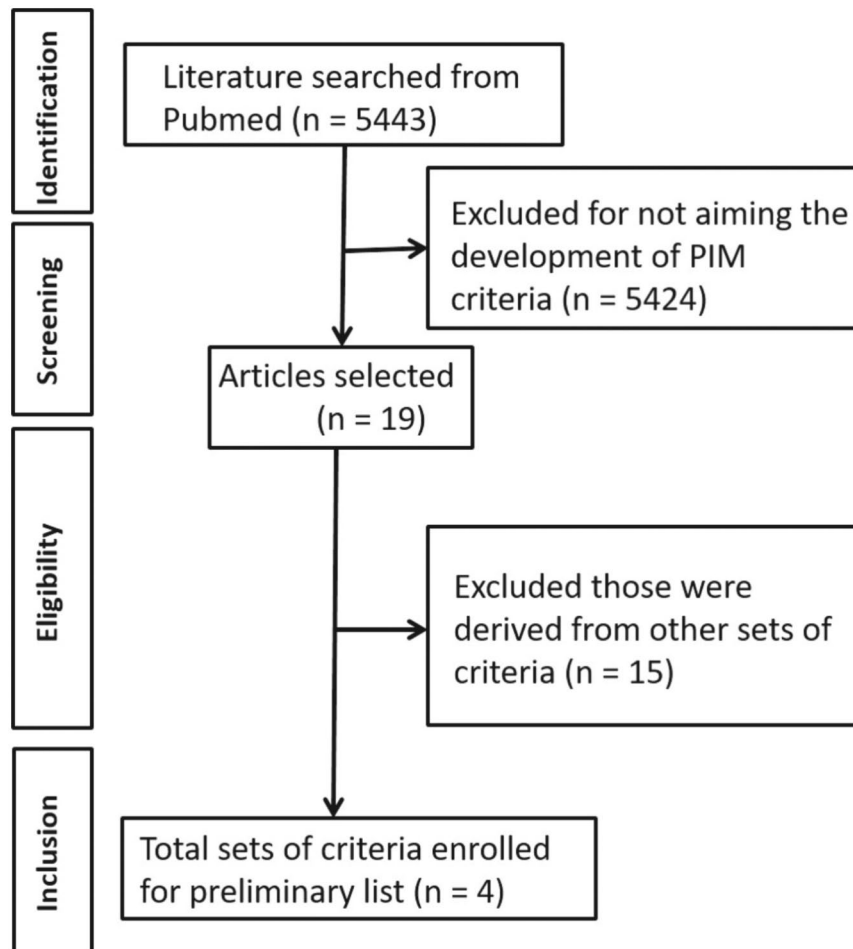 Identification
Literature searched from
Pubmed (n = 5443)
Excluded for not aiming the
development of PIM
criteria (n = 5424)
Screening
Articles selected
(n = 19)
Eligibility
Excluded those were
derived from other sets of
criteria (n = 15)
Inclusion
Total sets of criteria enrolled
for preliminary list (n = 4)